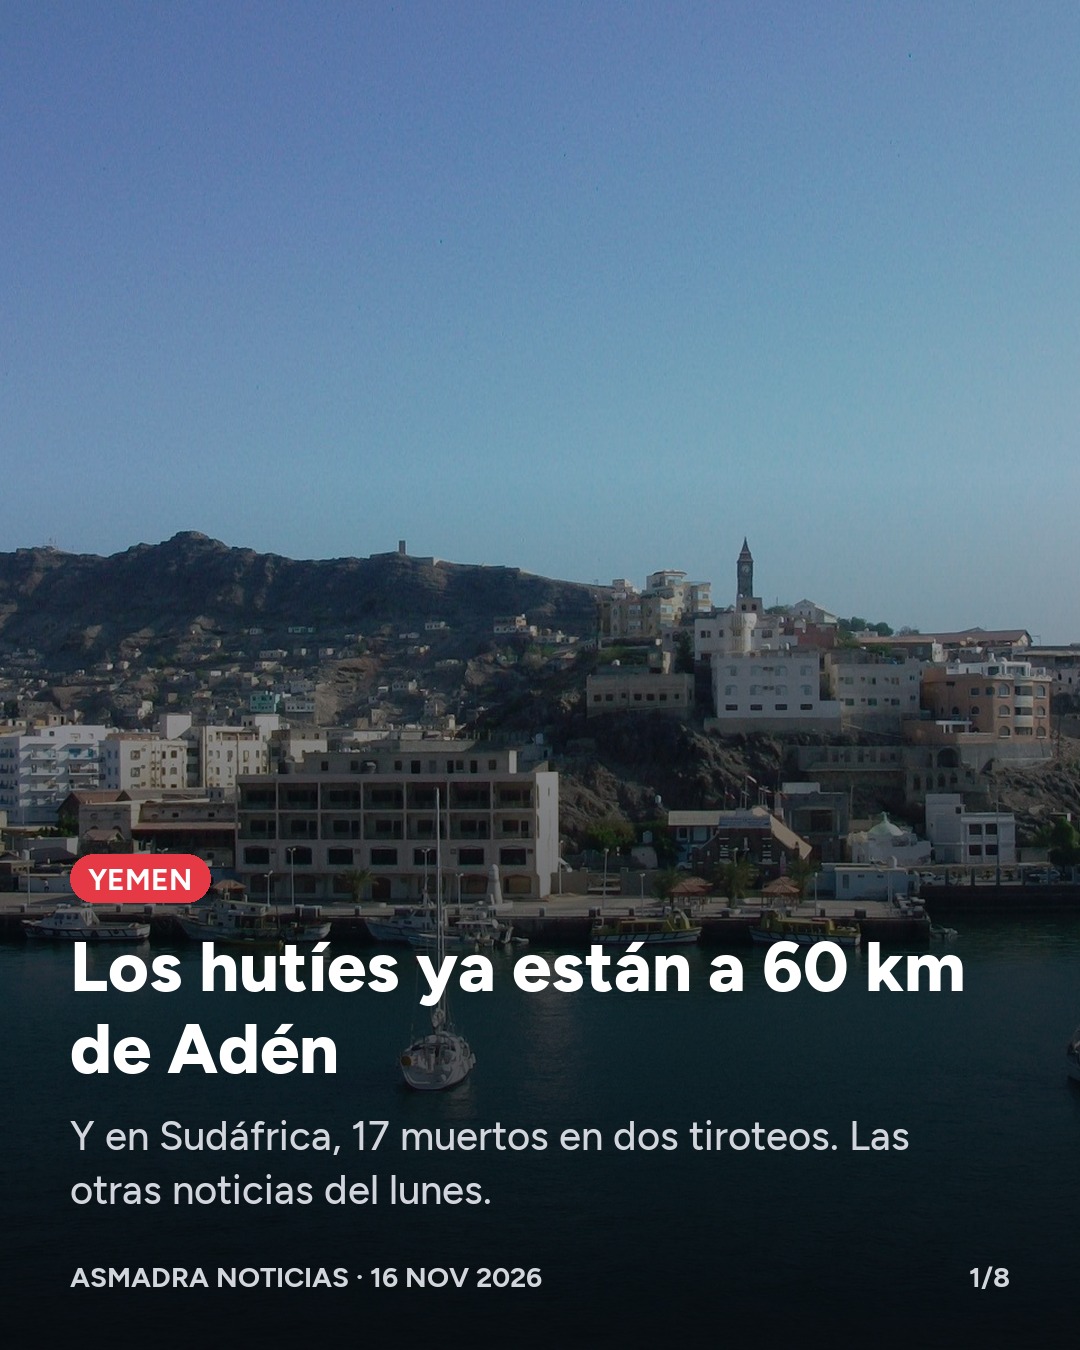 YEMEN
Los hutíes ya están a 60 km
de Adén
Y en Sudáfrica, 17 muertos en dos tiroteos. Las
otras noticias del lunes.
ASMADRA NOTICIAS · 16 NOV 2026
1/8